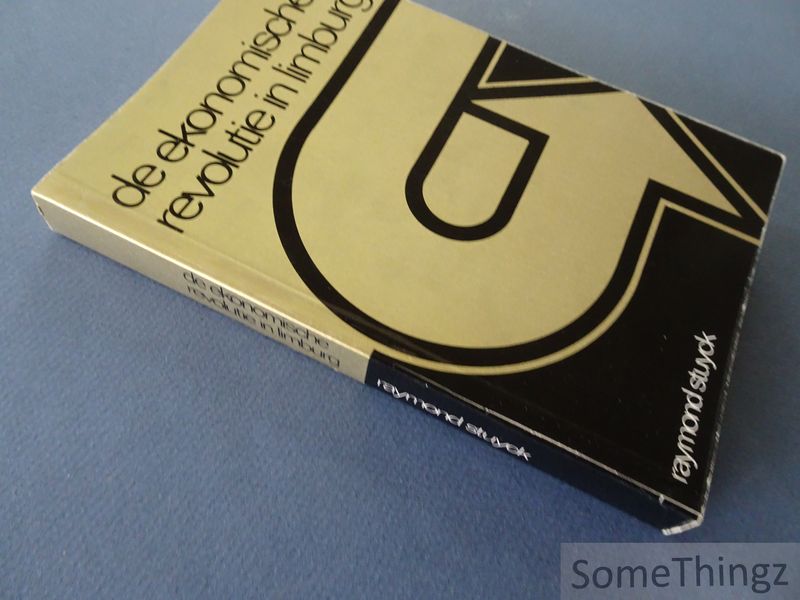 de ekonomische
revolutie in limburg
raymond stuyck
de ekonomische
revolutie in limburg
raymond stuyck
SomeThingz